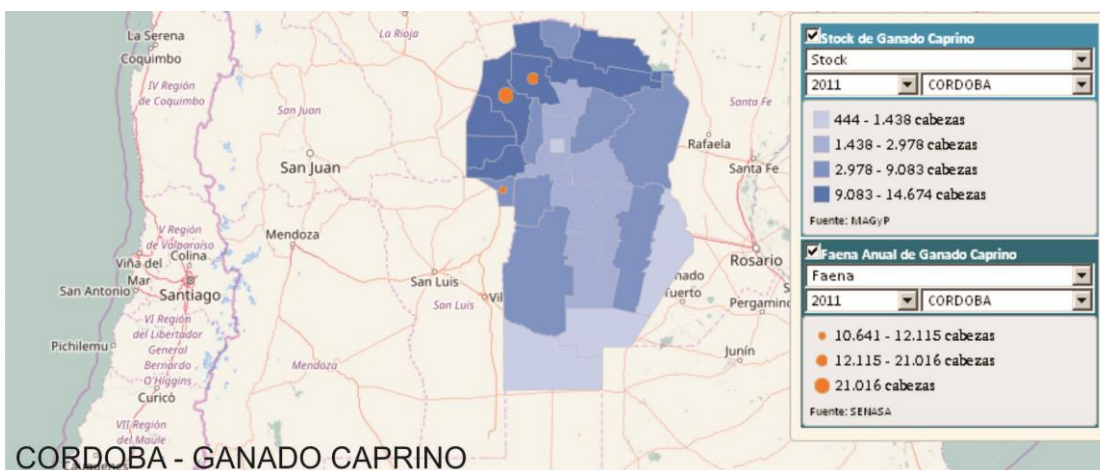 La Serena
Coquimbo
IV Región
de Coquimbo
La Rioja
San Juan
San Juan
Santa Fe
Rafaela
Santa Fe
V Región
de Valparaíso
Viña del
Mar
Colina
San Antonio
Santiago
Mendoza
San Luis
San Luis
Vil
Rosario
nado
uerto
Pergamino
VI Región
del Libertador
General
Bernardo
O'Higgins
Pichilemu
Curicó
Mendoza
Junín
VII Región
del Maule
CORDOBA - GANADO CAPRINO
Stock de Ganado Caprino
Stock
2011 CORDOBA
444 - 1.438 cabezas
1.438 - 2.978 cabezas
2.978 - 9.083 cabezas
9.083 - 14.674 cabezas
Fuente: MAGyP
Faena Anual de Ganado Caprino
Faena
2011 CORDOBA
10.641 - 12.115 cabezas
12.115 - 21.016 cabezas
21.016 cabezas
Fuente: SENASA